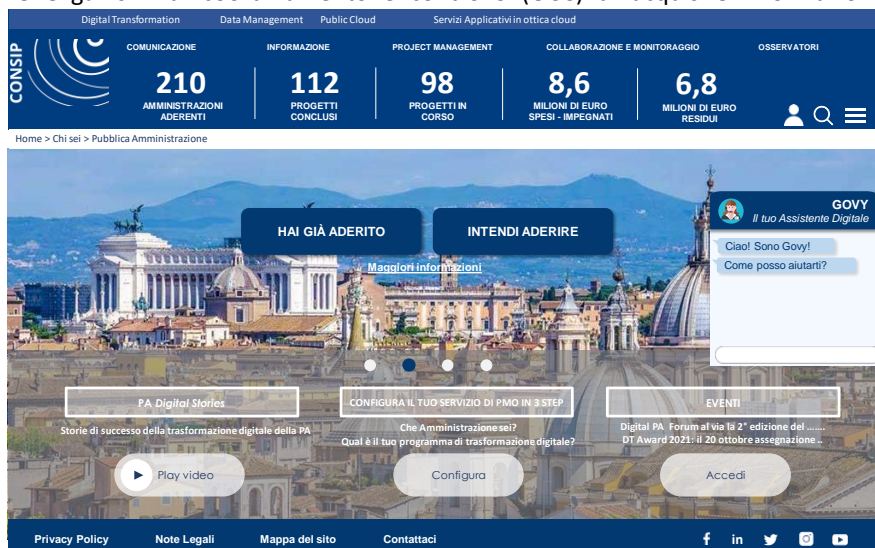 Digital Transformation Data Management Public Cloud Servizi Applicativi in ottica cloud
CONSIP
COMUNICAZIONE INFORMAZIONE PROJECT MANAGEMENT COLLABORAZIONE E MONITORAGGIO OSSERVATORI
210
AMMINISTRAZIONI
ADERENTI
112
PROGETTI
CONCLUSI
98
PROGETTI IN
CORSO
8,6
MILIONI DI EURO
SPESI - IMPEGNATI
6,8
MILIONI DI EURO
RESIDUI
Home > Chi sei > Pubblica Amministrazione
HAI GIÀ ADERITO
INTENDI ADERIRE
Maggiori informazioni
GOVY
Il tuo Assistente Digitale
Ciao! Sono Govy!
Come posso aiutarti?
PA Digital Stories
Storie di successo della trasformazione digitale della PA
Play video
CONFIGURA IL TUO SERVIZIO DI PMO IN 3 STEP
Che Amministrazione sei?
Qual è il tuo programma di trasformazione digitale?
Configura
EVENTI
Digital PA Forum al via la 2° edizione del .......
DT Award 2021: il 20 ottobre assegnazione ..
Accedi
Privacy Policy Note Legali Mappa del sito Contattaci